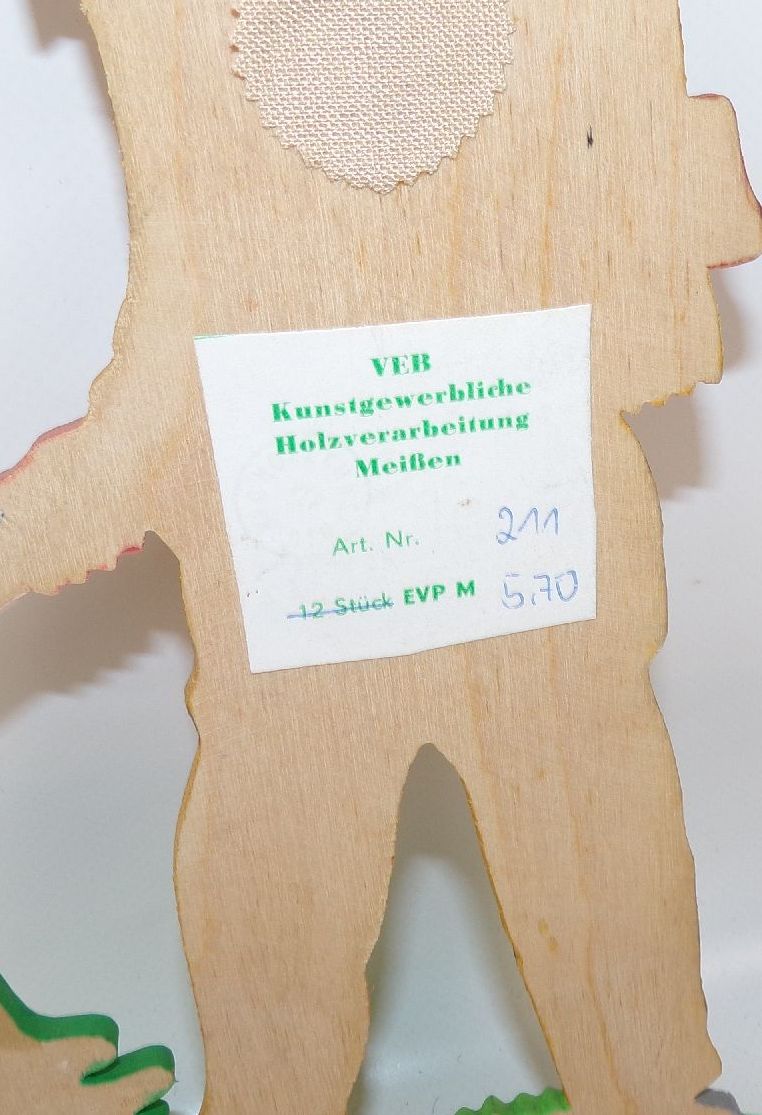 VEB
Kunstgewerbliche
Holzverarbeitung
Meißen
Art. Nr. 211
12 Stück EVP M 5,70